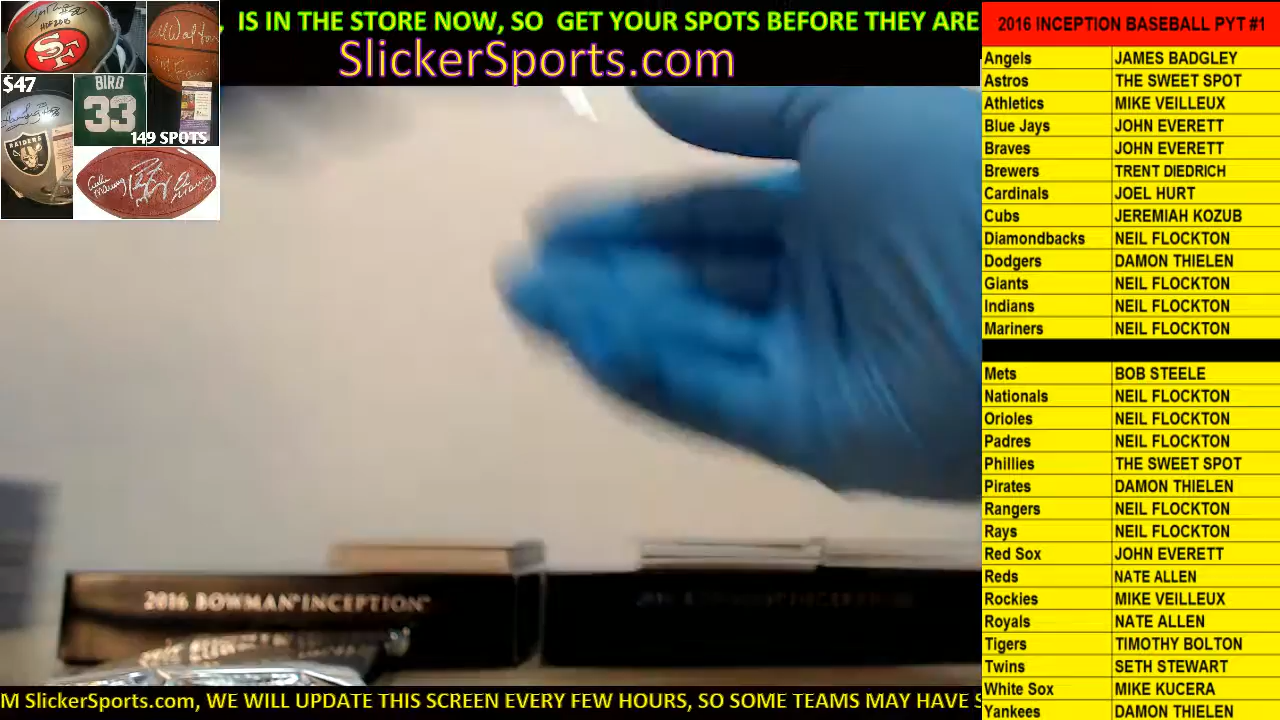 , IS IN THE STORE NOW, SO GET YOUR SPOTS BEFORE THEY ARE
SlickerSports.com
$47
BIRD
33
149 SPOTS
RAIDERS
SF
2016 INCEPTION BASEBALL PYT #1
Angels JAMES BADGLEY
Astros THE SWEET SPOT
Athletics MIKE VEILLEUX
Blue Jays JOHN EVERETT
Braves JOHN EVERETT
Brewers TRENT DIEDRICH
Cardinals JOEL HURT
Cubs JEREMIAH KOZUB
Diamondbacks NEIL FLOCKTON
Dodgers DAMON THIELEN
Giants NEIL FLOCKTON
Indians NEIL FLOCKTON
Mariners NEIL FLOCKTON
Mets BOB STEELE
Nationals NEIL FLOCKTON
Orioles NEIL FLOCKTON
Padres NEIL FLOCKTON
Phillies THE SWEET SPOT
Pirates DAMON THIELEN
Rangers NEIL FLOCKTON
Rays NEIL FLOCKTON
Red Sox JOHN EVERETT
Reds NATE ALLEN
Rockies MIKE VEILLEUX
Royals NATE ALLEN
Tigers TIMOTHY BOLTON
Twins SETH STEWART
White Sox MIKE KUCERA
Yankees DAMON THIELEN
2016 BOWMAN INCEPTION
M SlickerSports.com, WE WILL UPDATE THIS SCREEN EVERY FEW HOURS, SO SOME TEAMS MAY HAVE S